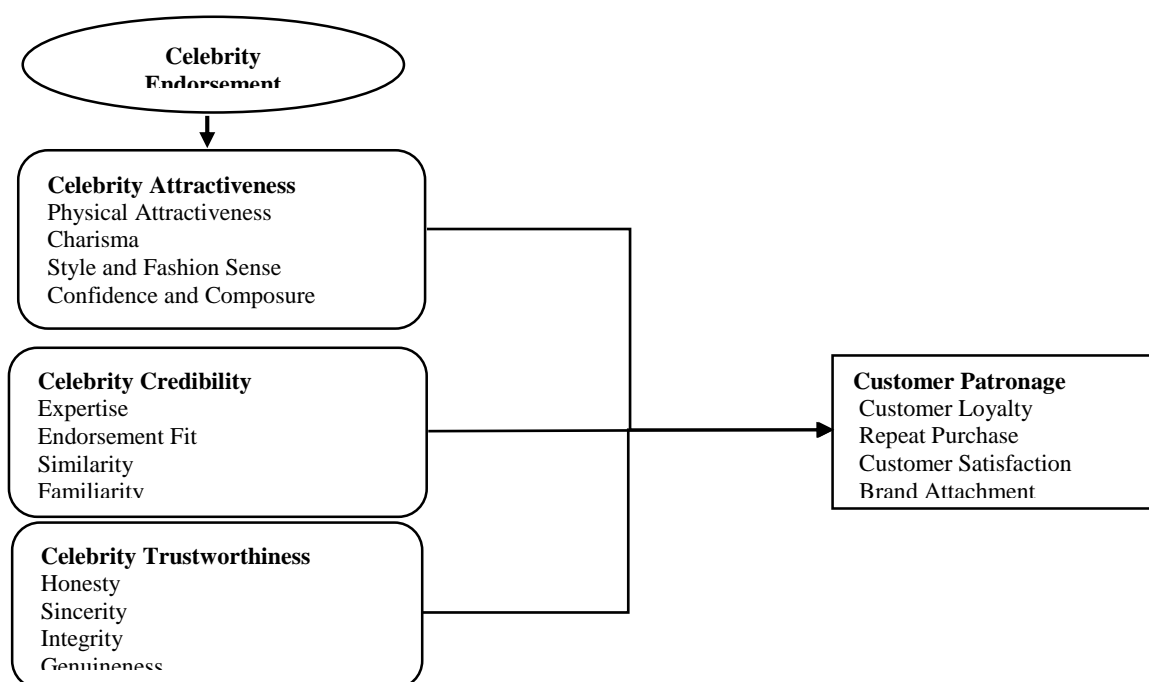 Celebrity
Endorsement
Celebrity Attractiveness
Physical Attractiveness
Charisma
Style and Fashion Sense
Confidence and Composure
Celebrity Credibility
Expertise
Endorsement Fit
Similarity
Familiarity
Celebrity Trustworthiness
Honesty
Sincerity
Integrity
Genuineness
Customer Patronage
Customer Loyalty
Repeat Purchase
Customer Satisfaction
Brand Attachment